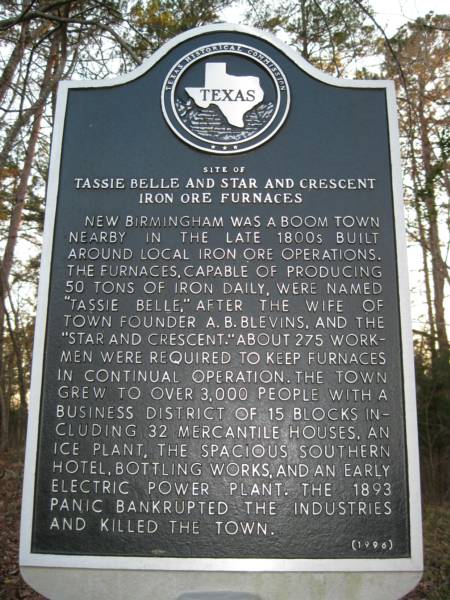 TEXAS HISTORICAL COMMISSION
TEXAS
SITE OF
TASSIE BELLE AND STAR AND CRESCENT
IRON ORE FURNACES
NEW BIRMINGHAM WAS A BOOM TOWN
NEARBY IN THE LATE 1800s BUILT
AROUND LOCAL IRON ORE OPERATIONS.
THE FURNACES, CAPABLE OF PRODUCING
50 TONS OF IRON DAILY, WERE NAMED
"TASSIE BELLE," AFTER THE WIFE OF
TOWN FOUNDER A. B. BLEVINS, AND THE
"STAR AND CRESCENT." ABOUT 275 WORK-
MEN WERE REQUIRED TO KEEP FURNACES
IN CONTINUAL OPERATION. THE TOWN
GREW TO OVER 3,000 PEOPLE WITH A
BUSINESS DISTRICT OF 15 BLOCKS IN-
CLUDING 32 MERCANTILE HOUSES, AN
ICE PLANT, THE SPACIOUS SOUTHERN
HOTEL, BOTTLING WORKS, AND AN EARLY
ELECTRIC POWER PLANT. THE 1893
PANIC BANKRUPTED THE INDUSTRIES
AND KILLED THE TOWN.
(1996)